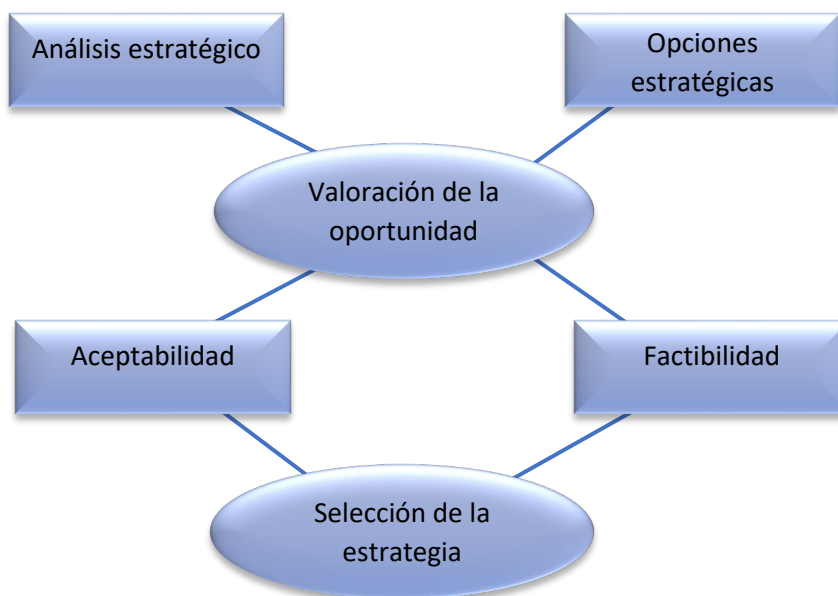 Análisis estratégico
Opciones
estratégicas
Valoración de la
oportunidad
Aceptabilidad
Factibilidad
Selección de la
estrategia